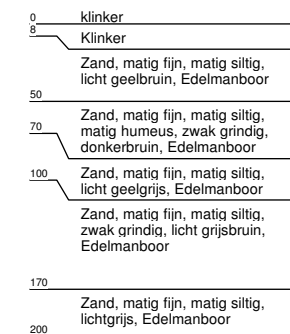 0 klinker
8 Klinker
Zand, matig fijn, matig siltig,
licht geelbruin, Edelmanboor
50
Zand, matig fijn, matig siltig,
70 matig humeus, zwak grindig,
donkerbruin, Edelmanboor
100 Zand, matig fijn, matig siltig,
licht geelgrijs, Edelmanboor
Zand, matig fijn, matig siltig,
zwak grindig, licht grijsbruin,
Edelmanboor
170
Zand, matig fijn, matig siltig,
lichtgrijs, Edelmanboor
200